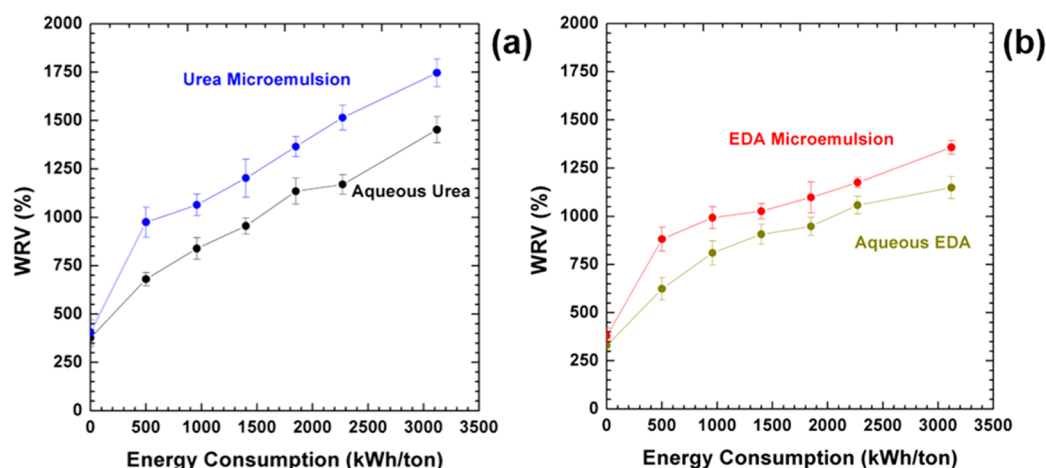 (a)
Urea Microemulsion
Aqueous Urea
WRV (%)
2000
1750
1500
1250
1000
750
500
250
0
0 500 1000 1500 2000 2500 3000 3500
Energy Consumption (kWh/ton)
(b)
EDA Microemulsion
Aqueous EDA
WRV (%)
2000
1750
1500
1250
1000
750
500
250
0
0 500 1000 1500 2000 2500 3000 3500
Energy Consumption (kWh/ton)